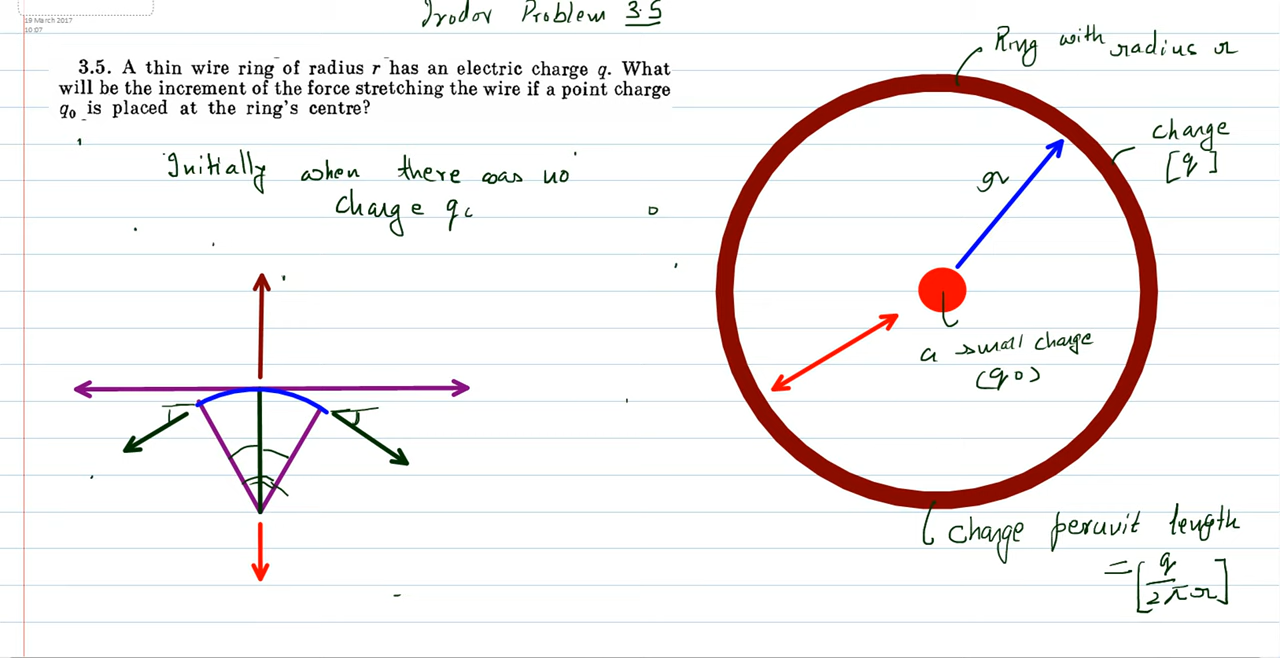 19 March 2017
10:07
Irodov Problem 3.5
3.5. A thin wire ring of radius r has an electric charge q. What
will be the increment of the force stretching the wire if a point charge
q₀ is placed at the ring's centre?
Initially when there was no
charge q₀
Ring with radius r
charge
[q]
r
a small charge
(q0)
T
T
Charge per unit length
= [q/2πr]